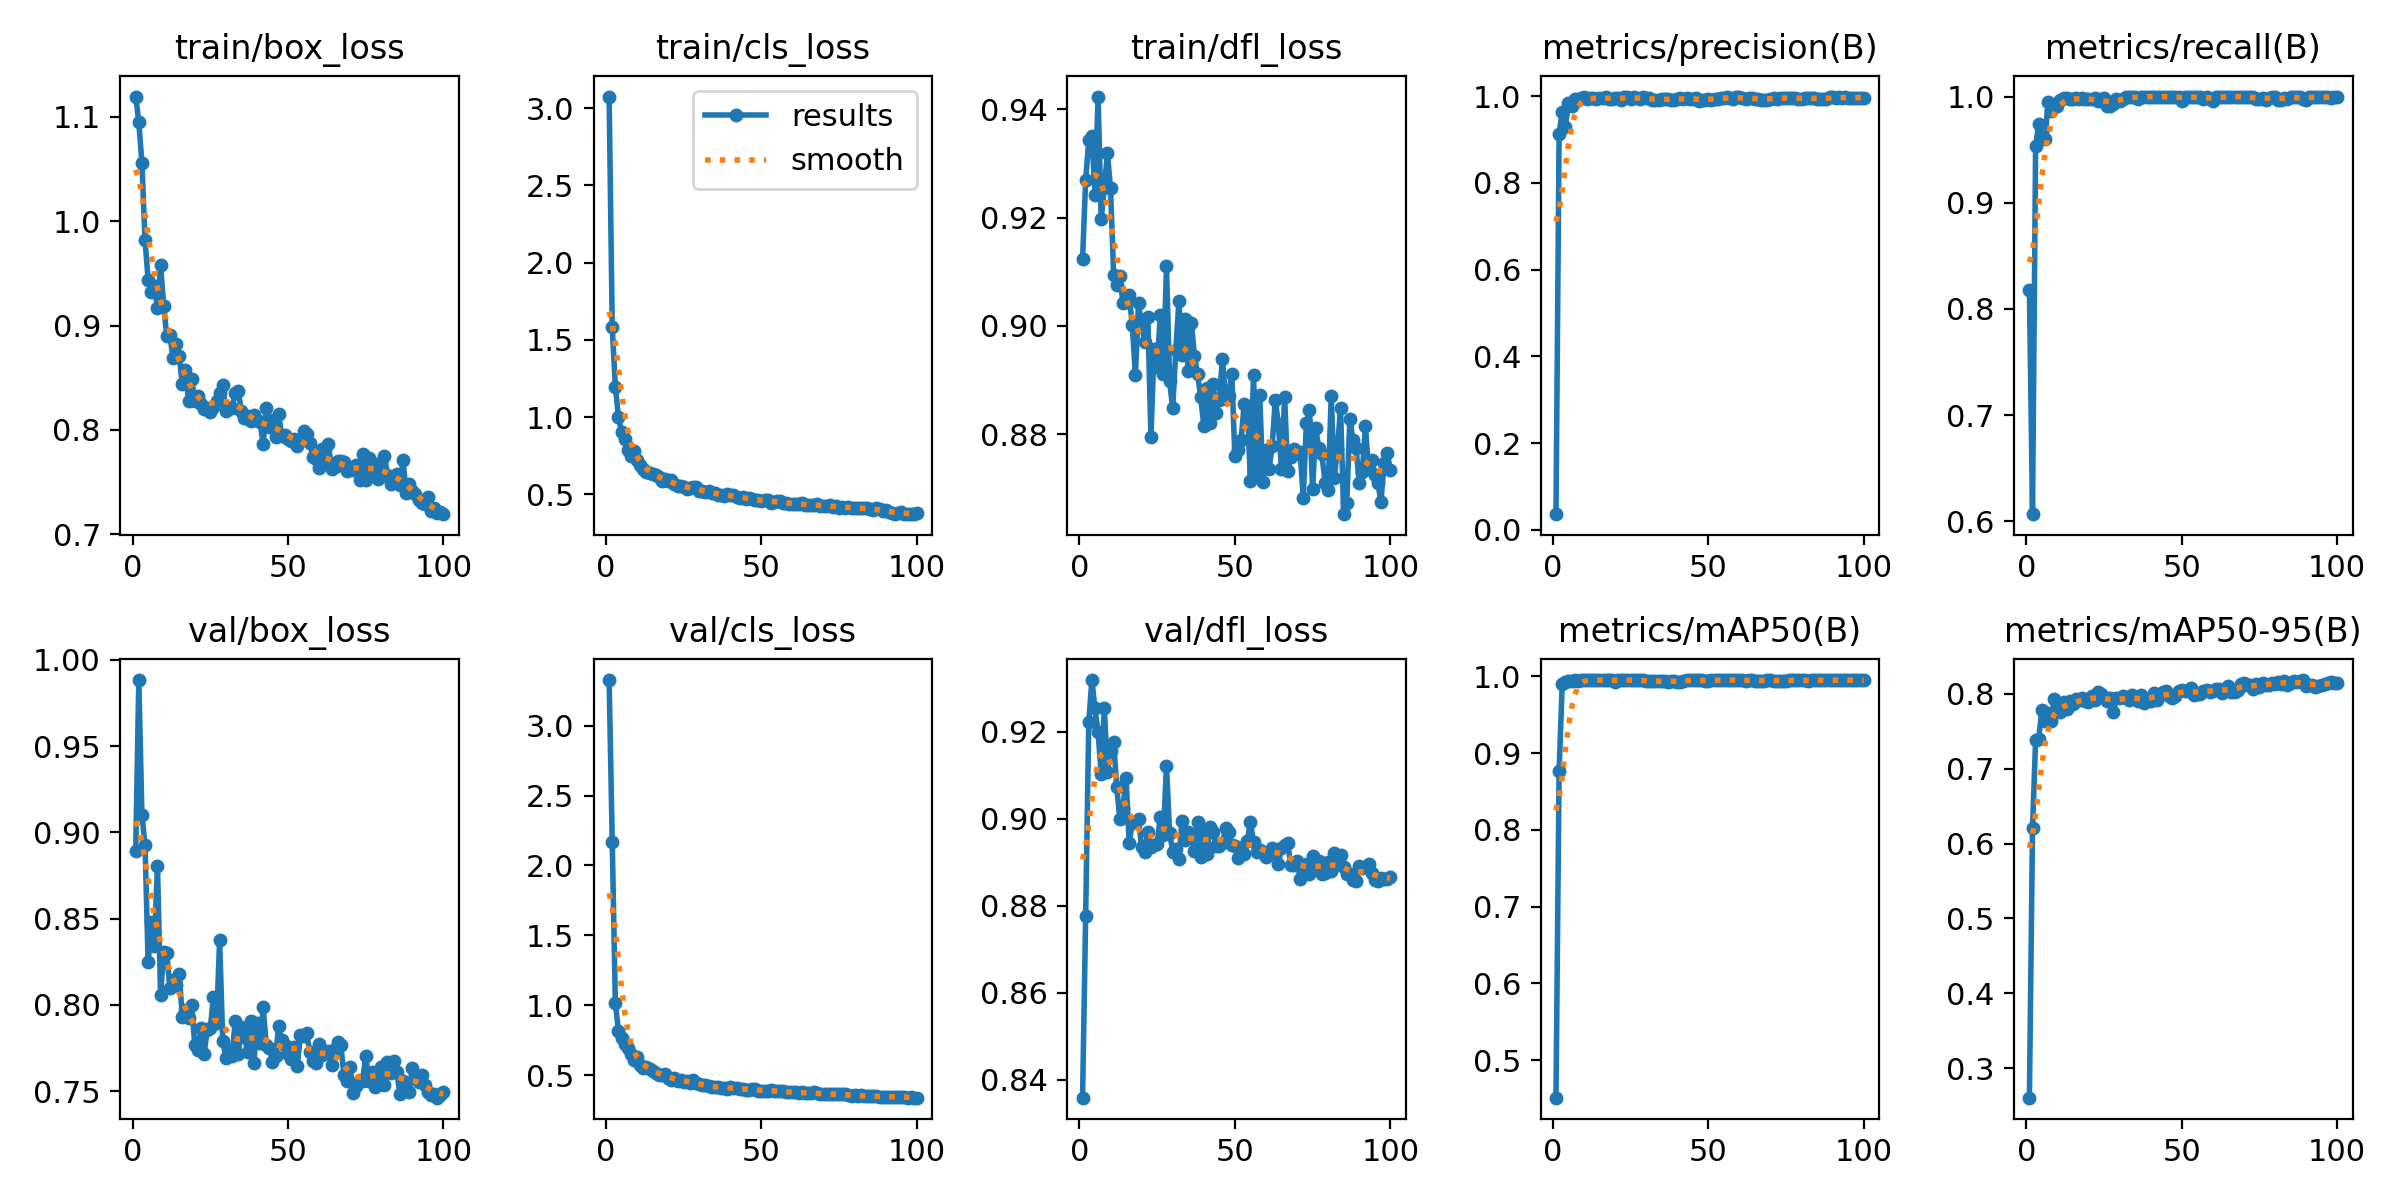 train/box_loss
1.1
1.0
0.9
0.8
0.7
0 50 100
train/cls_loss
results
smooth
3.0
2.5
2.0
1.5
1.0
0.5
0 50 100
train/dfl_loss
0.94
0.92
0.90
0.88
0 50 100
metrics/precision(B)
1.0
0.8
0.6
0.4
0.2
0.0
0 50 100
metrics/recall(B)
1.0
0.9
0.8
0.7
0.6
0 50 100
val/box_loss
1.00
0.95
0.90
0.85
0.80
0.75
0 50 100
val/cls_loss
3.0
2.5
2.0
1.5
1.0
0.5
0 50 100
val/dfl_loss
0.92
0.90
0.88
0.86
0.84
0 50 100
metrics/mAP50(B)
1.0
0.9
0.8
0.7
0.6
0.5
0 50 100
metrics/mAP50-95(B)
0.8
0.7
0.6
0.5
0.4
0.3
0 50 100